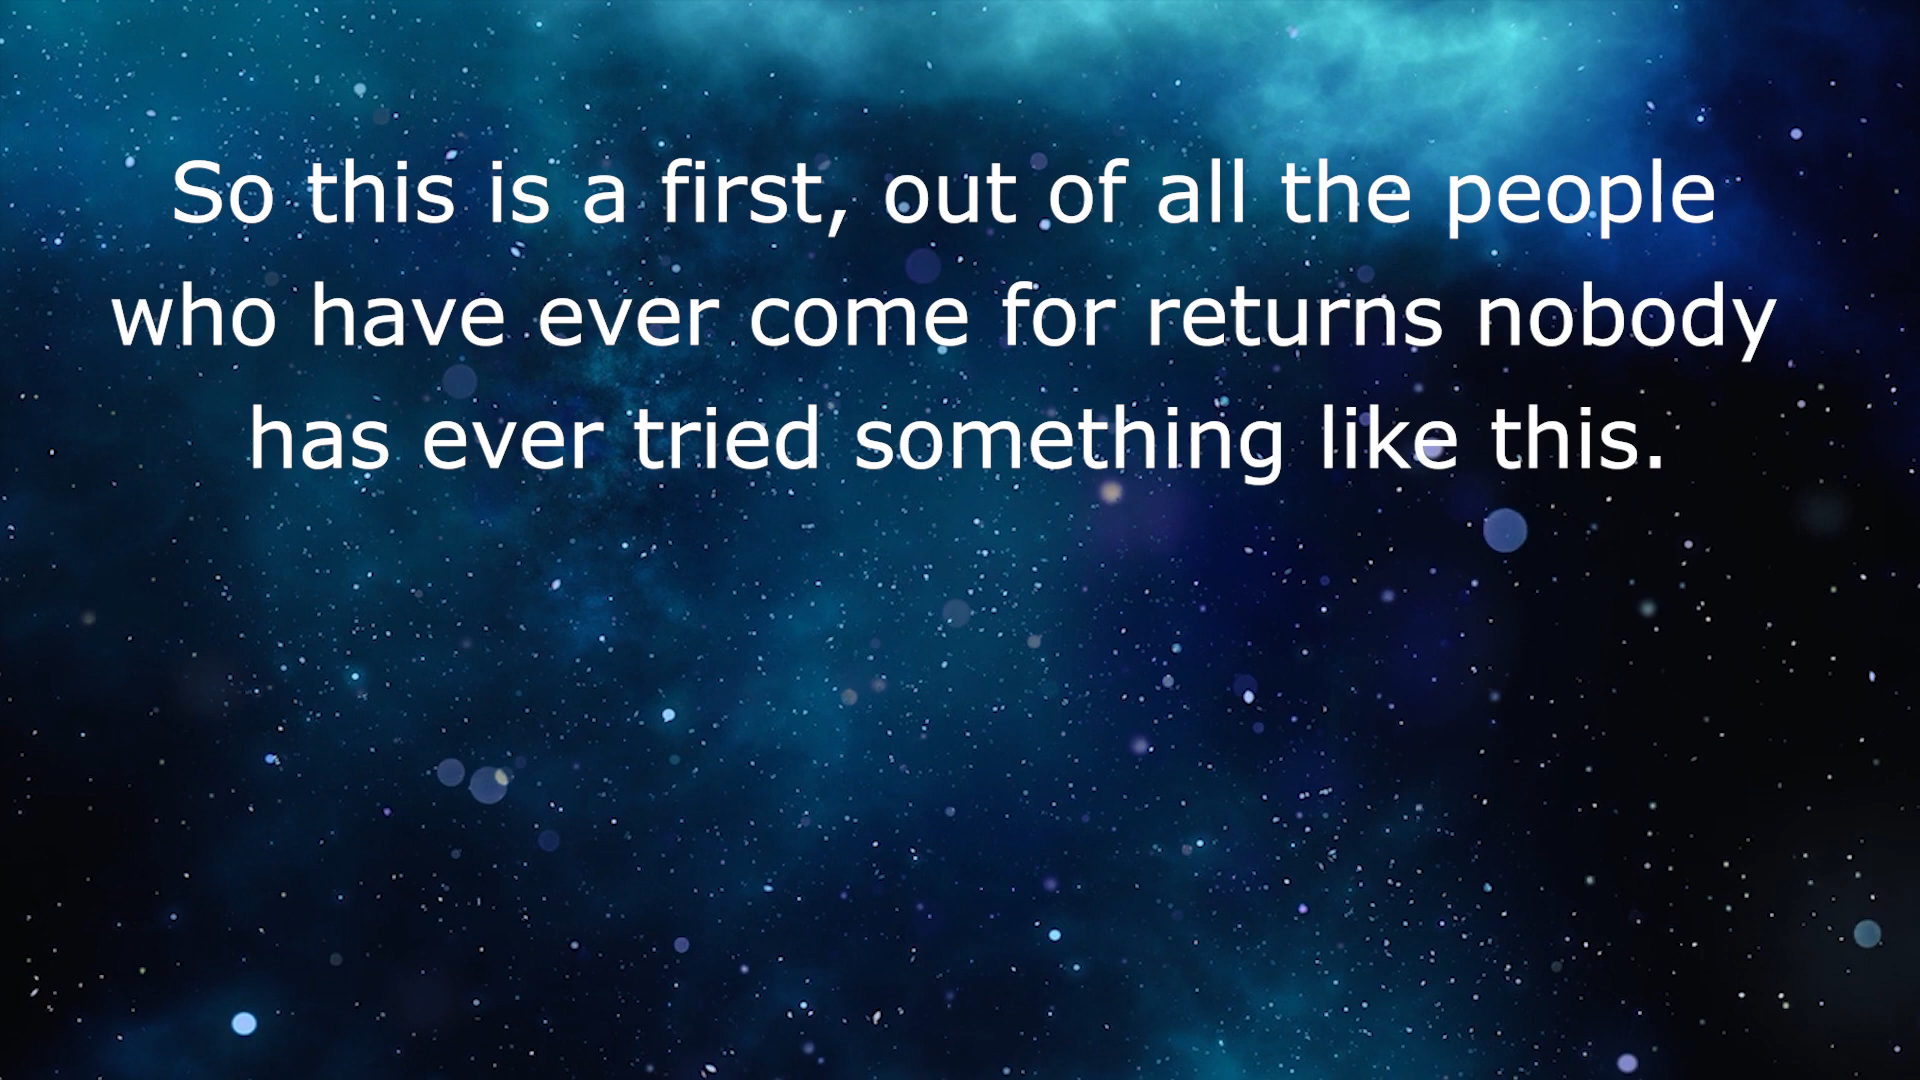 So this is a first, out of all the people
who have ever come for returns nobody
has ever tried something like this.